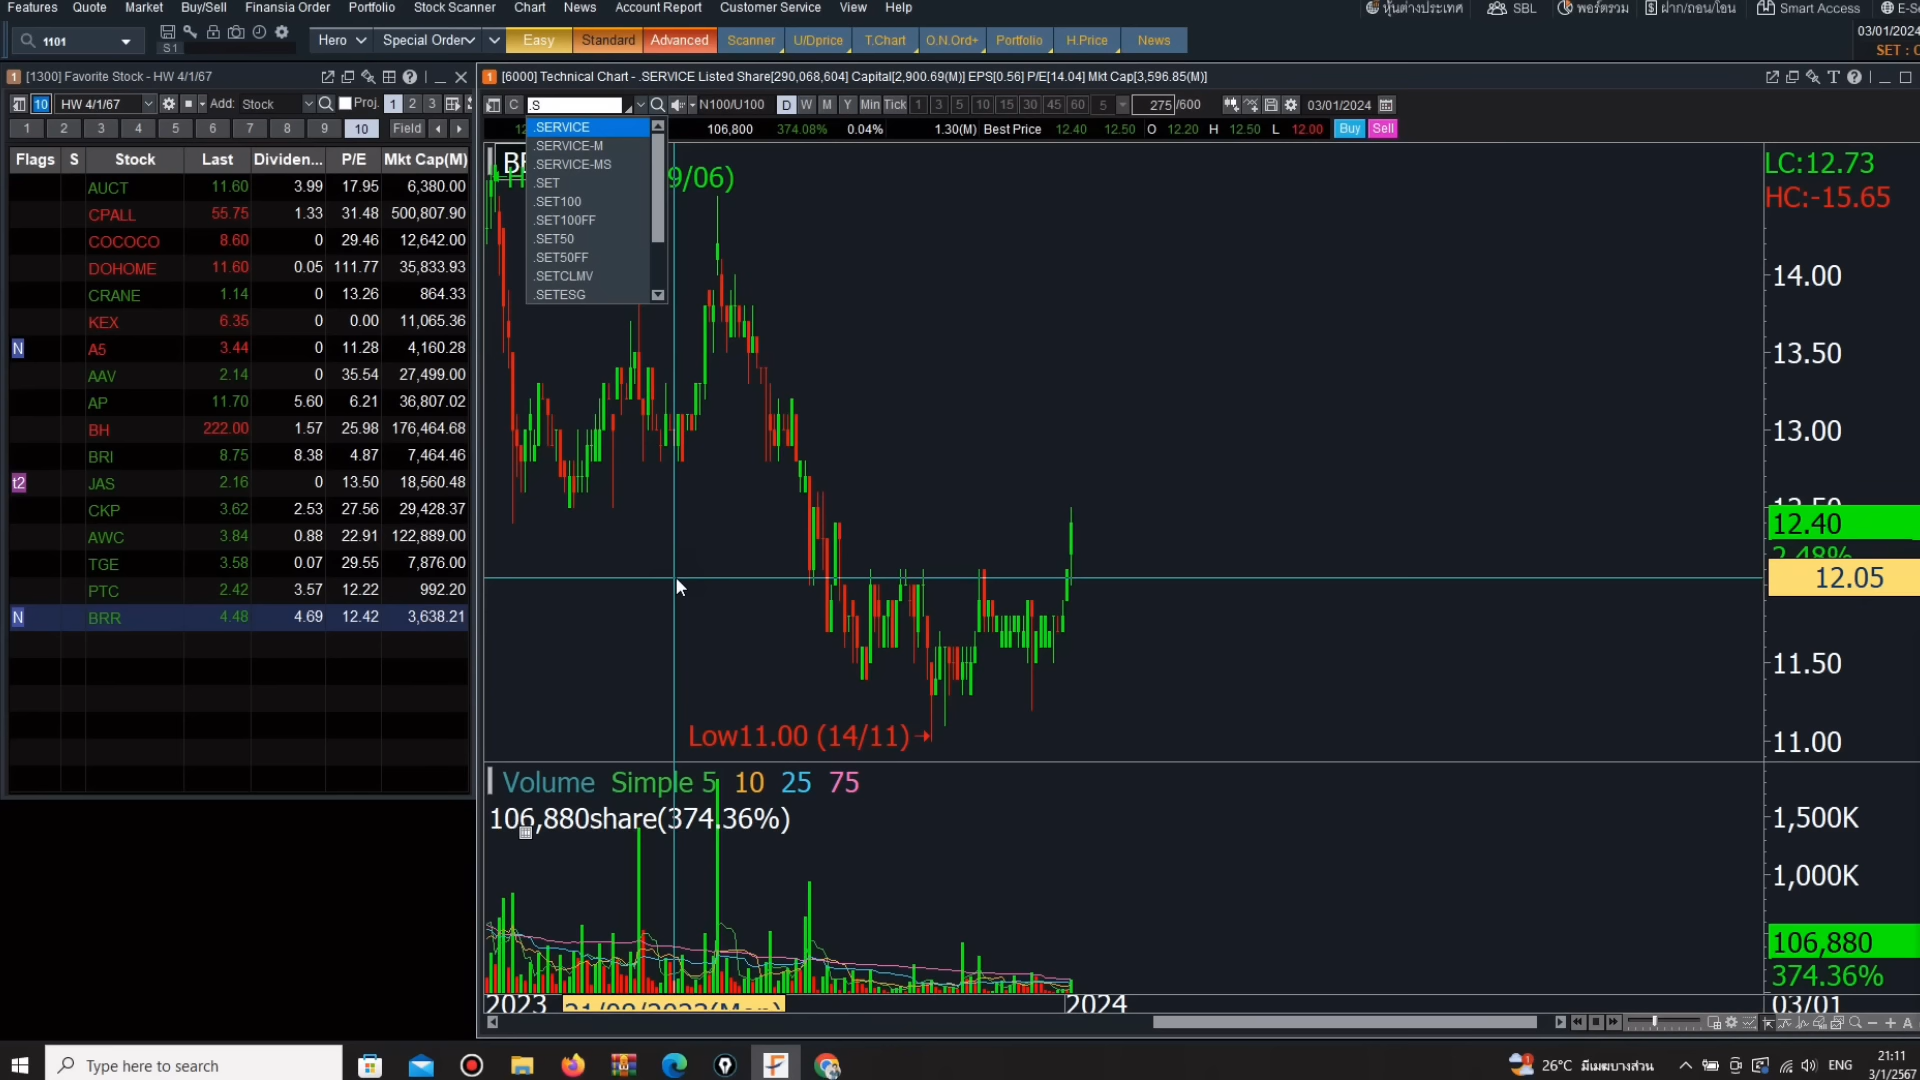 Features Quote Market Buy/Sell Finansia Order Portfolio Stock Scanner Chart News Account Report Customer Service View Help
หุ้นต่างประเทศ SBL พอร์ตรวม ฝาก/ถอน/โอน Smart Access
1101 S1 Hero Special Order Easy Standard Advanced Scanner U/Dprice T.Chart O.N.Ord+ Portfolio H.Price News
03/01/2024
SET :
[1300] Favorite Stock - HW 4/1/67
10 HW 4/1/67 Add: Stock Proj. 1 2 3
1 2 3 4 5 6 7 8 9 10 Field
Flags S Stock Last Dividen... P/E Mkt Cap(M)
AUCT 11.60 3.99 17.95 6,380.00
CPALL 55.75 1.33 31.48 500,807.90
COCOCO 8.60 0 29.46 12,642.00
DOHOME 11.60 0.05 111.77 35,833.93
CRANE 1.14 0 13.26 864.33
KEX 6.35 0 0.00 11,065.36
N A5 3.44 0 11.28 4,160.28
AAV 2.14 0 35.54 27,499.00
AP 11.70 5.60 6.21 36,807.02
BH 222.00 1.57 25.98 176,464.68
BRI 8.75 8.38 4.87 7,464.46
t2 JAS 2.16 0 13.50 18,560.48
CKP 3.62 2.53 27.56 29,428.37
AWC 3.84 0.88 22.91 122,889.00
TGE 3.58 0.07 29.55 7,876.00
PTC 2.42 3.57 12.22 992.20
N BRR 4.48 4.69 12.42 3,638.21
[6000] Technical Chart - .SERVICE Listed Share[290,068,604] Capital[2,900.69(M)] EPS[0.56] P/E[14.04] Mkt Cap[3,596.85(M)]
C .S N100/U100 D W M Y Min Tick 1 3 5 10 15 30 45 60 5 275 /600 03/01/2024
106,800 374.08% 0.04% 1.30(M) Best Price 12.40 12.50 O 12.20 H 12.50 L 12.00 Buy Sell
.SERVICE
.SERVICE-M
.SERVICE-MS
.SET
.SET100
.SET100FF
.SET50
.SET50FF
.SETCLMV
.SETESG
9/06)
LC:12.73
HC:-15.65
14.00
13.50
13.00
12.40
2.48%
12.05
11.50
11.00
Low11.00 (14/11)
Volume Simple 5 10 25 75
106,880share(374.36%)
1,500K
1,000K
106,880
374.36%
2023 2024 03/01
Type here to search
26°C มีเมฆบางส่วน ENG
21:11
3/1/2567